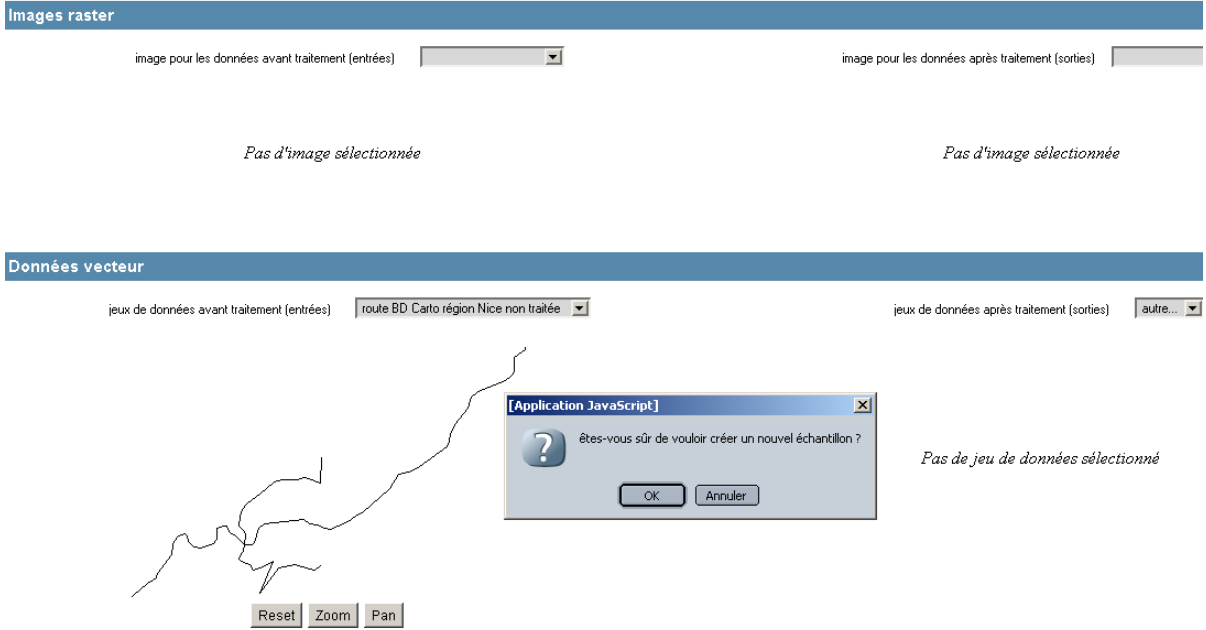 Images raster
image pour les données avant traitement (entrées)
image pour les données après traitement (sorties)
Pas d'image sélectionnée
Pas d'image sélectionnée
Données vecteur
jeux de données avant traitement (entrées)
route BD Carto région Nice non traitée
jeux de données après traitement (sorties)
autre...
[Application JavaScript]
êtes-vous sûr de vouloir créer un nouvel échantillon ?
OK
Annuler
Pas de jeu de données sélectionné
Reset
Zoom
Pan